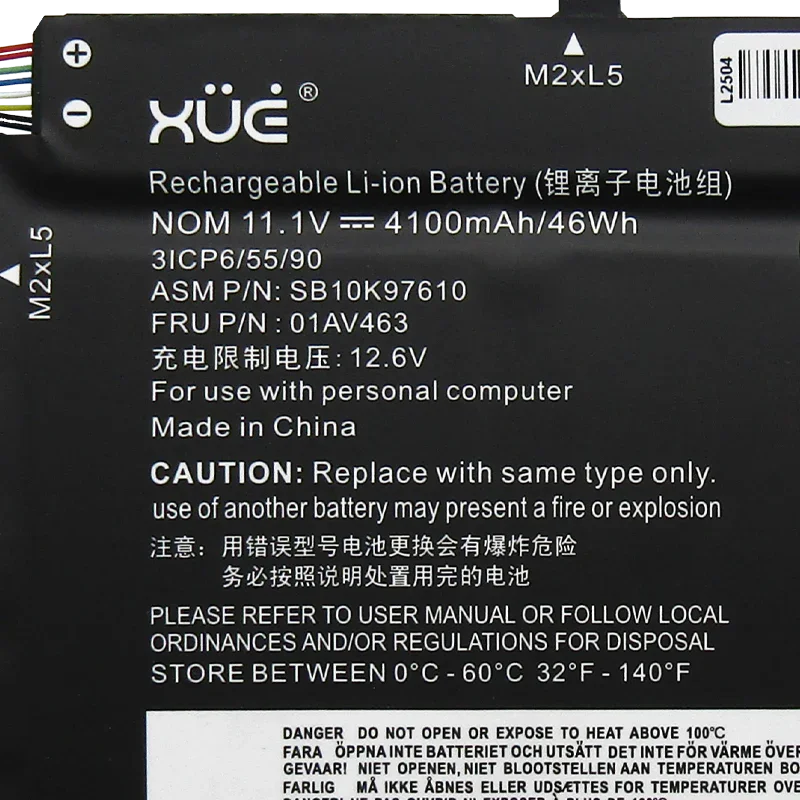 M2xL5
L2504
XÜĖ®
Rechargeable Li-ion Battery (锂离子电池组)
NOM 11.1V ⎓ 4100mAh/46Wh
M2xL5
3ICP6/55/90
ASM P/N: SB10K97610
FRU P/N : 01AV463
充电限制电压: 12.6V
For use with personal computer
Made in China
CAUTION: Replace with same type only.
use of another battery may present a fire or explosion
注意：用错误型号电池更换会有爆炸危险
务必按照说明处置用完的电池
PLEASE REFER TO USER MANUAL OR FOLLOW LOCAL
ORDINANCES AND/OR REGULATIONS FOR DISPOSAL
STORE BETWEEN 0°C - 60°C 32°F - 140°F
DANGER DO NOT OPEN OR EXPOSE TO HEAT ABOVE 100°C
FARA ÖPPNA INTE BATTERIET OCH UTSÄTT DET INTE FÖR VÄRME ÖVER
GEVAAR! NIET OPENEN, NIET BLOOTSTELLEN AAN TEMPERATUREN BO
FARLIG MÅ IKKE ÅBNES ELLER UDSÆTTES FOR TEMPERATURER OVE